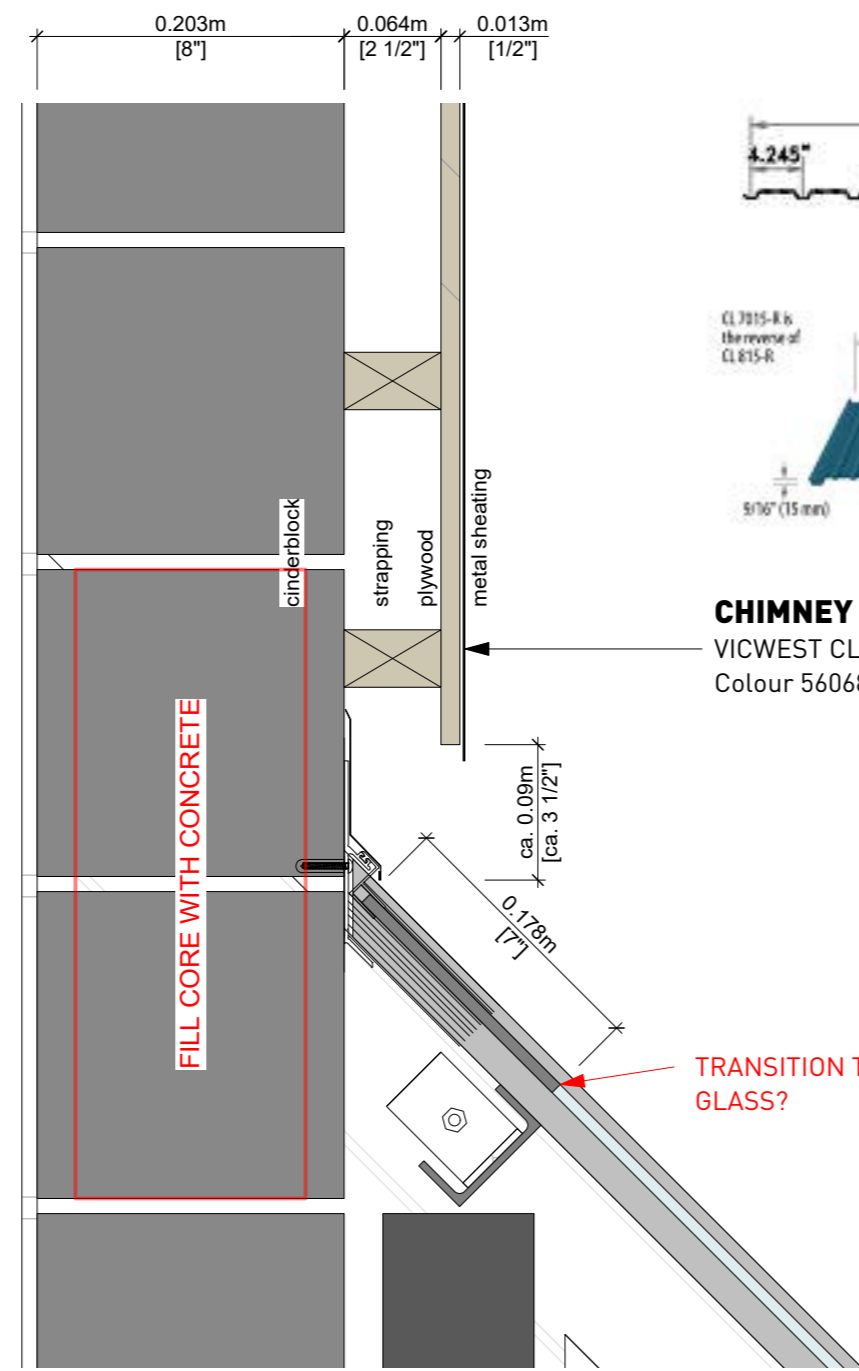 0.203m
[8"]
0.064m
[2 1/2"]
0.013m
[1/2"]
4.245"
CL 7015-R is
the reverse of
CL 815-R
9/16" (15 mm)
cinderblock
strapping
plywood
metal sheating
CHIMNEY
VICWEST CL
Colour 56068
FILL CORE WITH CONCRETE
ca. 0.09m
[ca. 3 1/2"]
0.178m
[7"]
TRANSITION T
GLASS?